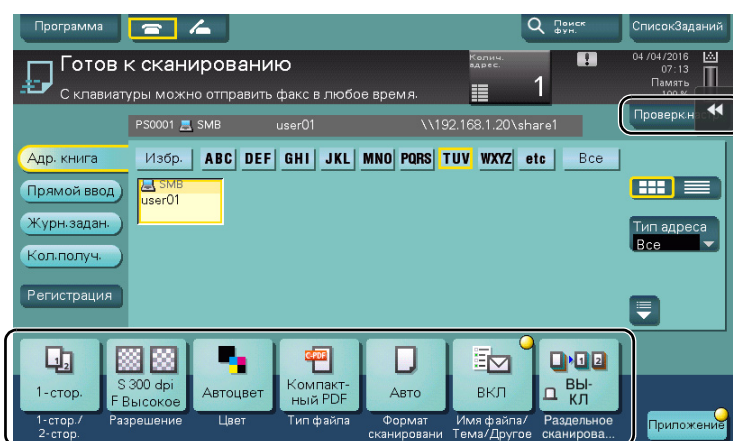 Программа
Поиск
фун.
СписокЗаданий
Готов к сканированию
С клавиатуры можно отправить факс в любое время.
Колич.
адрес.
1
04/04/2016
07:13
Память
100 %
Проверк.н
PS0001 SMB user01 \\192.168.1.20\share1
Адр. книга
Избр. ABC DEF GHI JKL MNO PQRS TUV WXYZ etc Все
Прямой ввод
SMB
user01
Журн.задан.
Тип адреса
Все
Кол.получ.
Регистрация
1-стор.
S 300 dpi
F Высокое
Автоцвет
C-PDF
Компакт-
ный PDF
Авто
ВКЛ
ВЫ-
КЛ
1-стор./
2-стор.
Разрешение
Цвет
Тип файла
Формат
сканировани
Имя файла/
Тема/Другое
Раздельное
сканирова...
Приложение